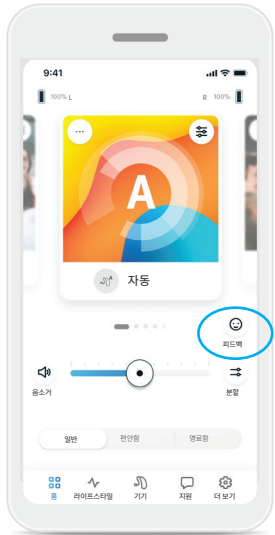 9:41
100% L
R 100%
A
자동
피드백
음소거
분할
일반 편안함 명료함
홈 라이프스타일 기기 지원 더 보기